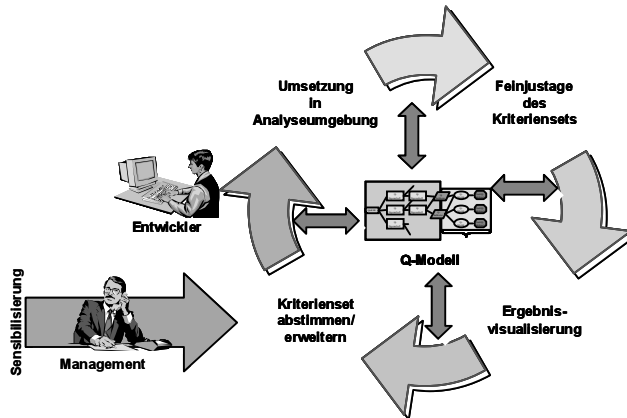 Umsetzung
in
Analyseumgebung
Feinjustage
des
Kriteriensets
Entwickler
Q-Modell
Sensibilisierung
Management
Kriterienset
abstimmen/
erweitern
Ergebnis-
visualisierung